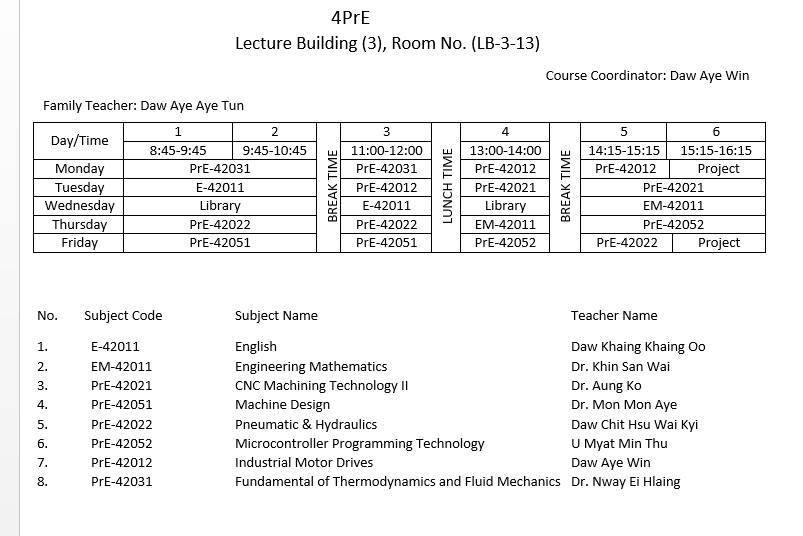 4PrE
Lecture Building (3), Room No. (LB-3-13)
Course Coordinator: Daw Aye Win
Family Teacher: Daw Aye Aye Tun
Day/Time 1 2 BREAK TIME 3 LUNCH TIME 4 BREAK TIME 5 6
8:45-9:45 9:45-10:45 11:00-12:00 13:00-14:00 14:15-15:15 15:15-16:15
Monday PrE-42031 PrE-42031 PrE-42012 PrE-42012 Project
Tuesday E-42011 PrE-42012 PrE-42021 PrE-42021
Wednesday Library E-42011 Library EM-42011
Thursday PrE-42022 PrE-42022 EM-42011 PrE-42052
Friday PrE-42051 PrE-42051 PrE-42052 PrE-42022 Project
No. Subject Code Subject Name Teacher Name
1. E-42011 English Daw Khaing Khaing Oo
2. EM-42011 Engineering Mathematics Dr. Khin San Wai
3. PrE-42021 CNC Machining Technology II Dr. Aung Ko
4. PrE-42051 Machine Design Dr. Mon Mon Aye
5. PrE-42022 Pneumatic & Hydraulics Daw Chit Hsu Wai Kyi
6. PrE-42052 Microcontroller Programming Technology U Myat Min Thu
7. PrE-42012 Industrial Motor Drives Daw Aye Win
8. PrE-42031 Fundamental of Thermodynamics and Fluid Mechanics Dr. Nway Ei Hlaing